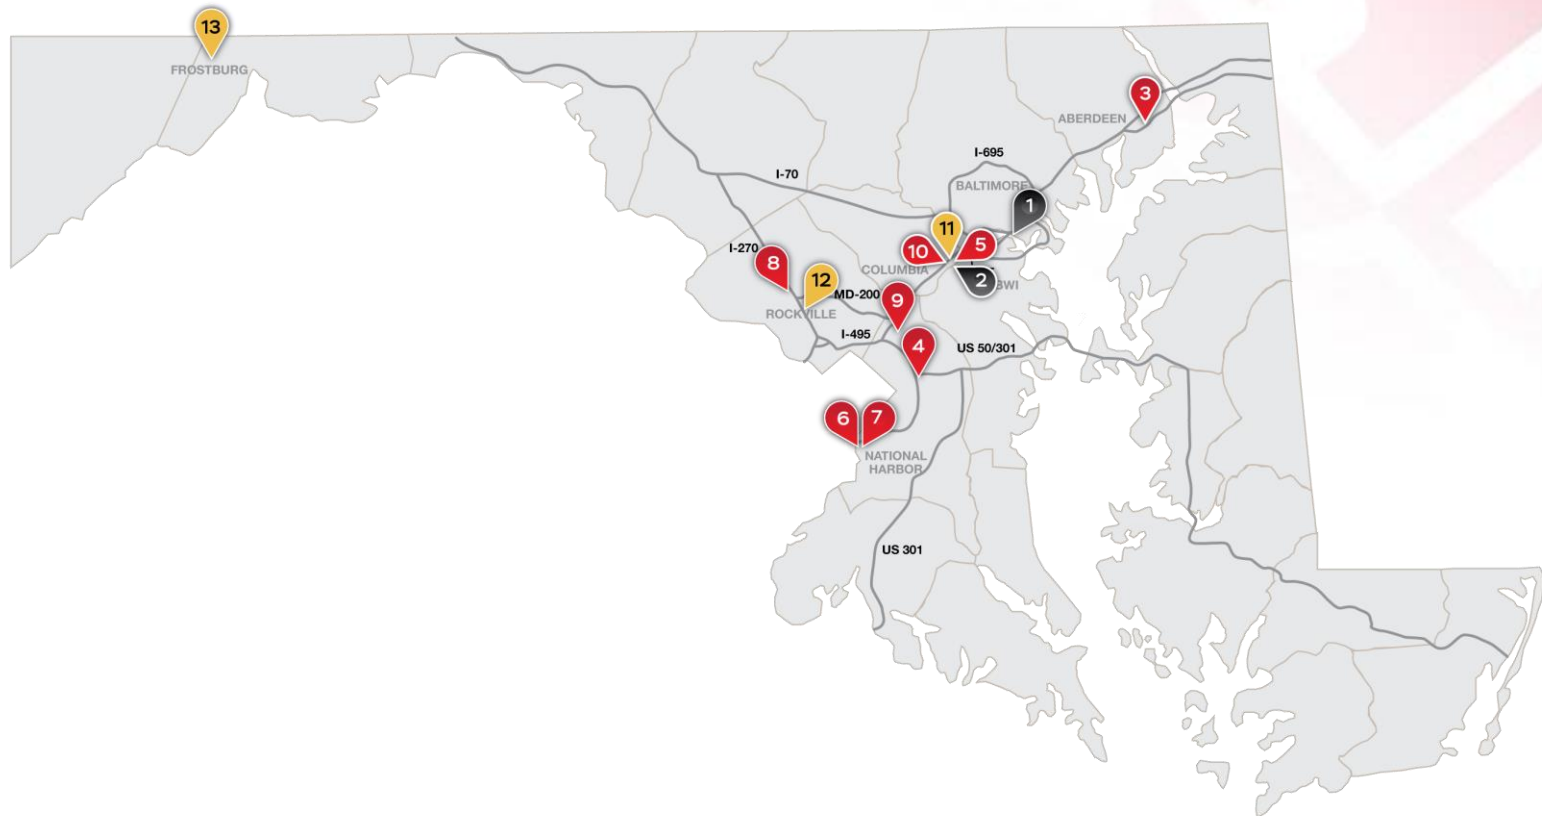 13
FROSTBURG
3
ABERDEEN
I-695
I-70
BALTIMORE
1
11
10
5
I-270
8
COLUMBIA
12
2
BWI
MD-200
9
ROCKVILLE
I-495
4
US 50/301
6
7
NATIONAL
HARBOR
US 301